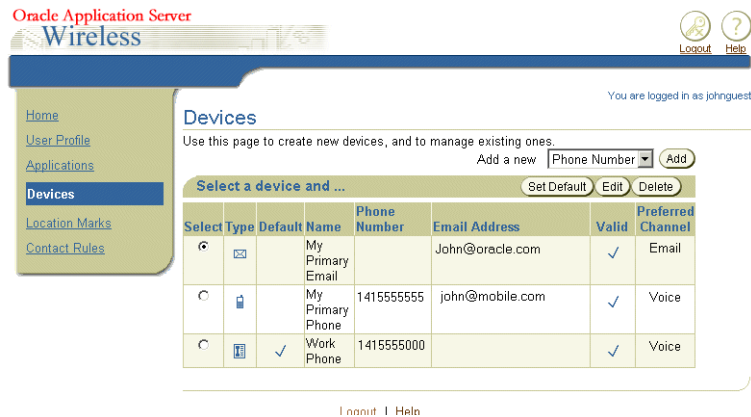 Oracle Application Server
Wireless
Logout Help
You are logged in as johnguest
Home
User Profile
Applications
Devices
Location Marks
Contact Rules
Devices
Use this page to create new devices, and to manage existing ones.
Add a new Phone Number Add
Select a device and ... Set Default Edit Delete
Select Type Default Name Phone Number Email Address Valid Preferred Channel
My Primary Email John@oracle.com Email
My Primary Phone 1415555555 john@mobile.com Voice
Work Phone 1415555000 Voice
Logout | Help